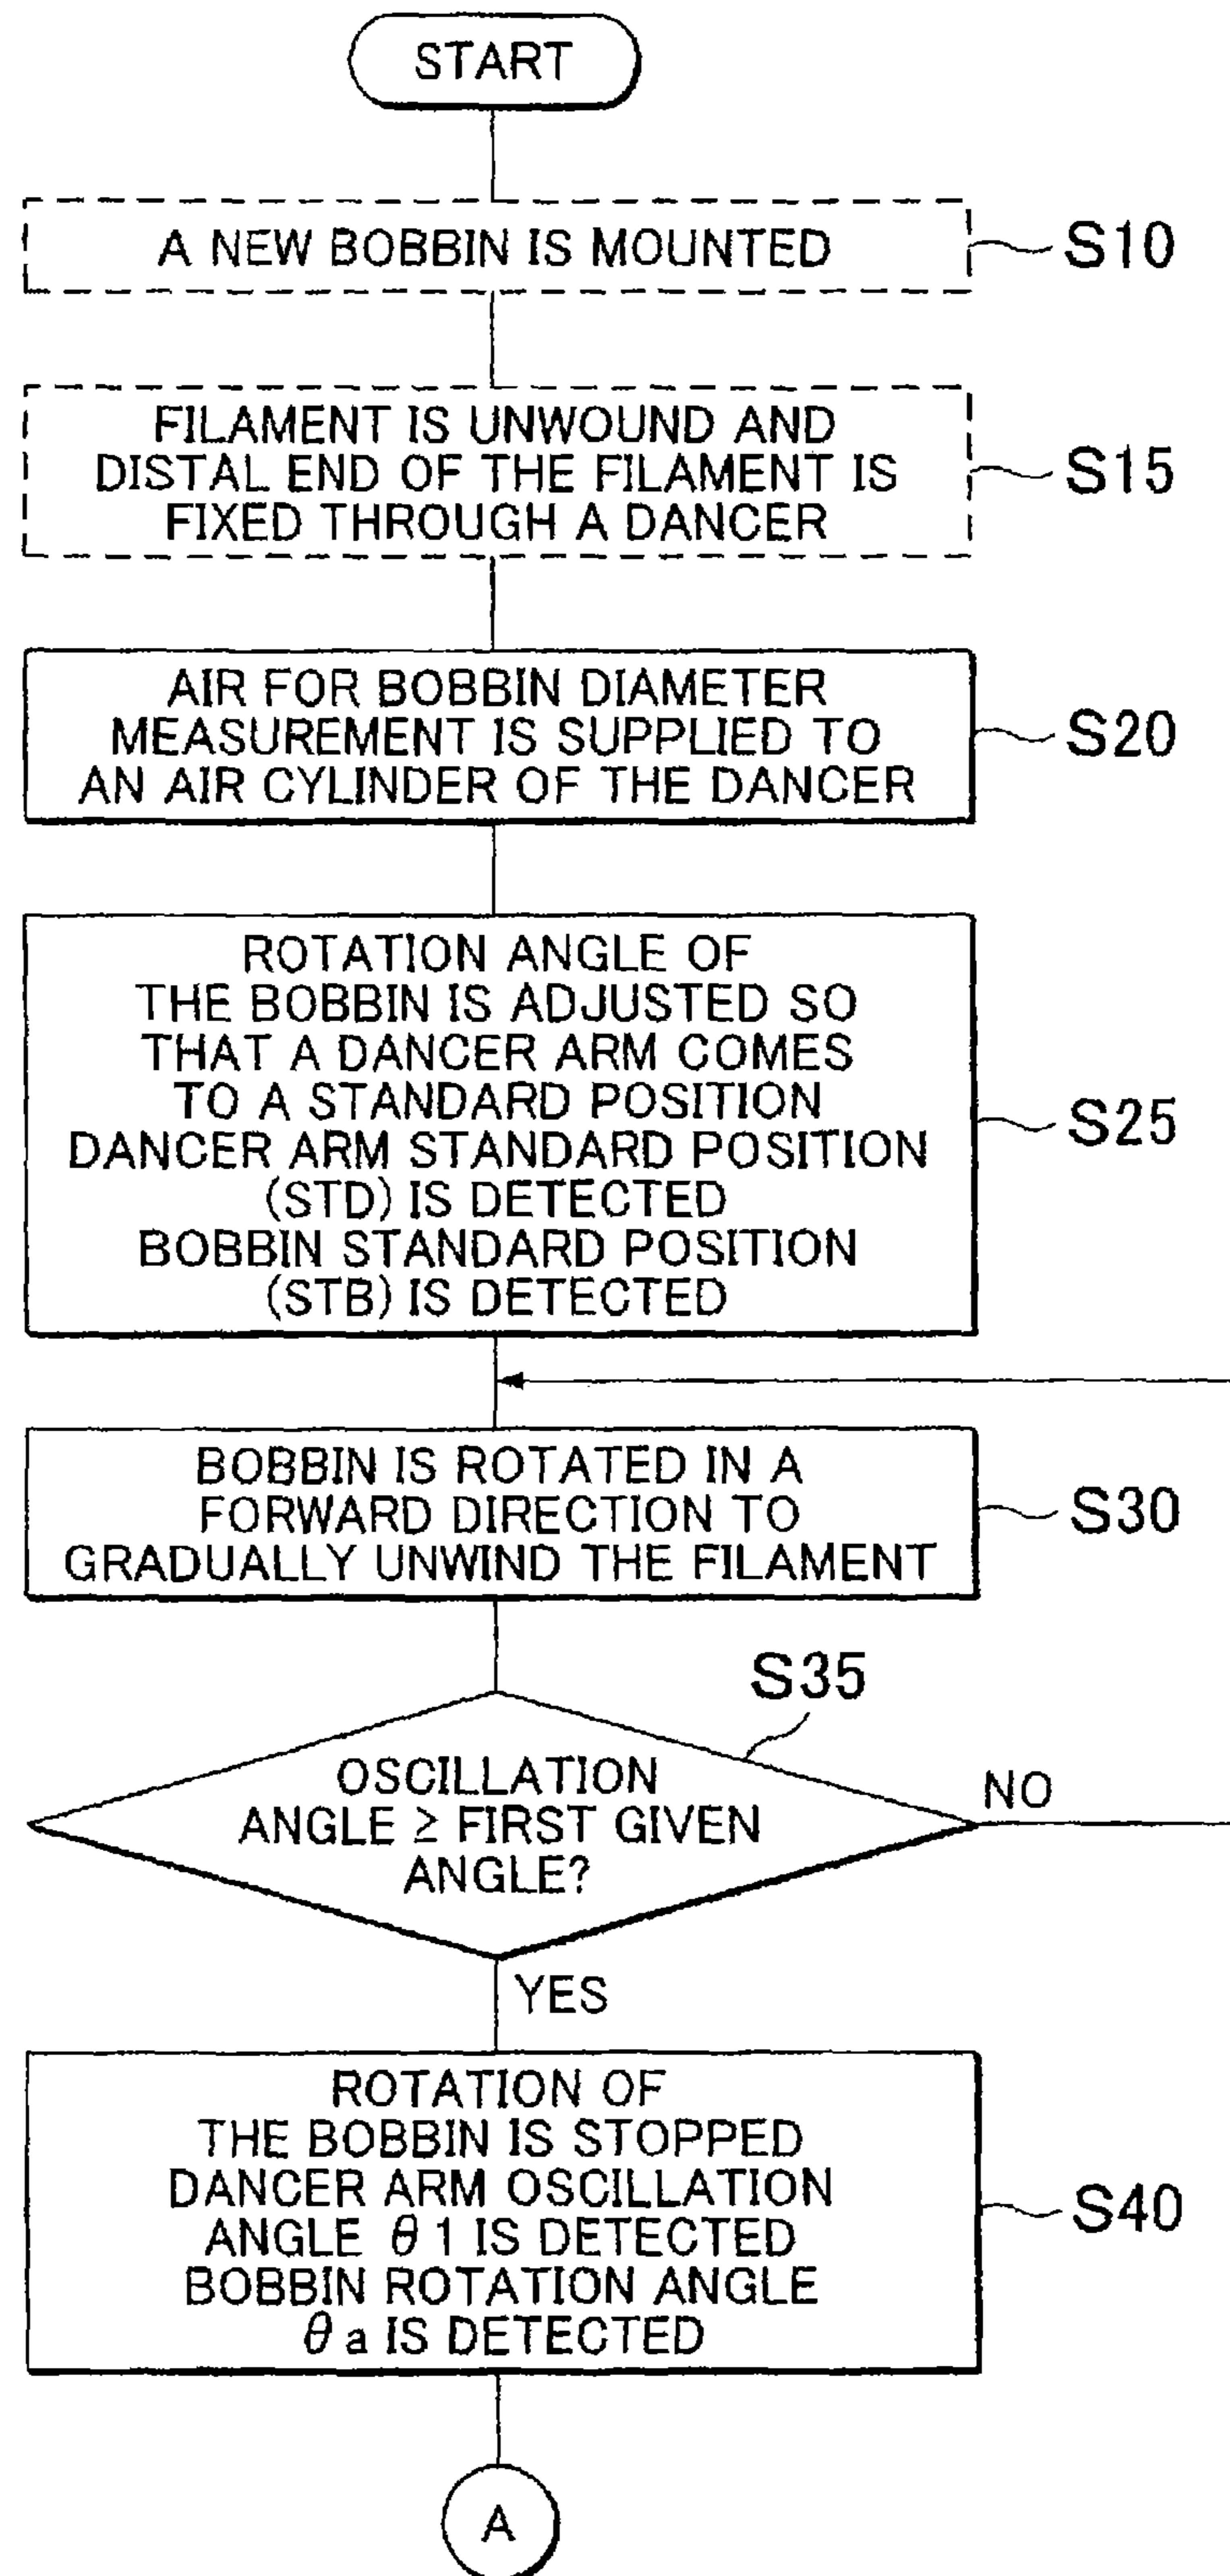 START
A NEW BOBBIN IS MOUNTED
S10
FILAMENT IS UNWOUND AND
DISTAL END OF THE FILAMENT IS
FIXED THROUGH A DANCER
S15
AIR FOR BOBBIN DIAMETER
MEASUREMENT IS SUPPLIED TO
AN AIR CYLINDER OF THE DANCER
S20
ROTATION ANGLE OF
THE BOBBIN IS ADJUSTED SO
THAT A DANCER ARM COMES
TO A STANDARD POSITION
DANCER ARM STANDARD POSITION
(STD) IS DETECTED
BOBBIN STANDARD POSITION
(STB) IS DETECTED
S25
BOBBIN IS ROTATED IN A
FORWARD DIRECTION TO
GRADUALLY UNWIND THE FILAMENT
S30
S35
OSCILLATION
ANGLE ≥ FIRST GIVEN
ANGLE?
NO
YES
ROTATION OF
THE BOBBIN IS STOPPED
DANCER ARM OSCILLATION
ANGLE θ1 IS DETECTED
BOBBIN ROTATION ANGLE
θa IS DETECTED
S40
A